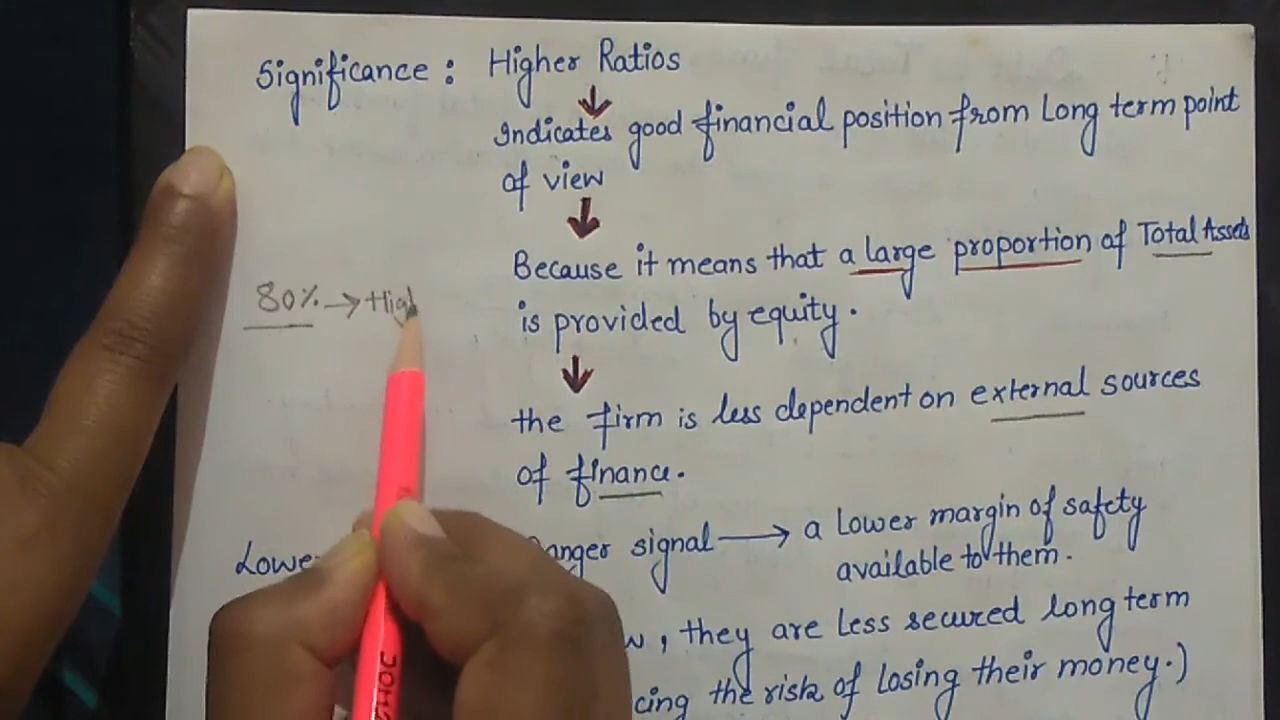 Significance : Higher Ratios
Indicates good financial position from Long term point
of view
Because it means that a large proportion of Total Assets
80% → High
is provided by equity.
the firm is less dependent on external sources
of finance.
signal → a Lower margin of safety
available to them.
, they are less secured long term
the risk of losing their money.)